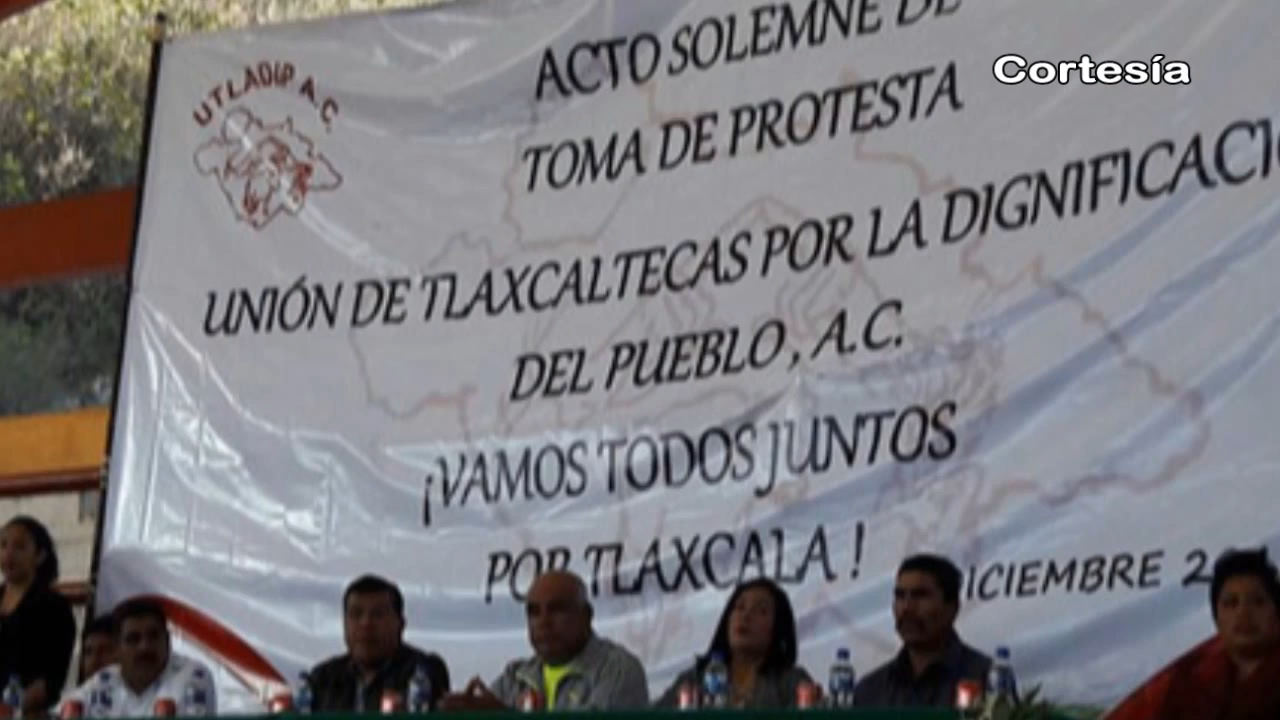 Cortesía
UTLADIP A.C.
ACTO SOLEMNE DE
TOMA DE PROTESTA
UNIÓN DE TLAXCALTECAS POR LA DIGNIFICACI
DEL PUEBLO, A.C.
¡VAMOS TODOS JUNTOS
POR TLAXCALA!
ICIEMBRE 2